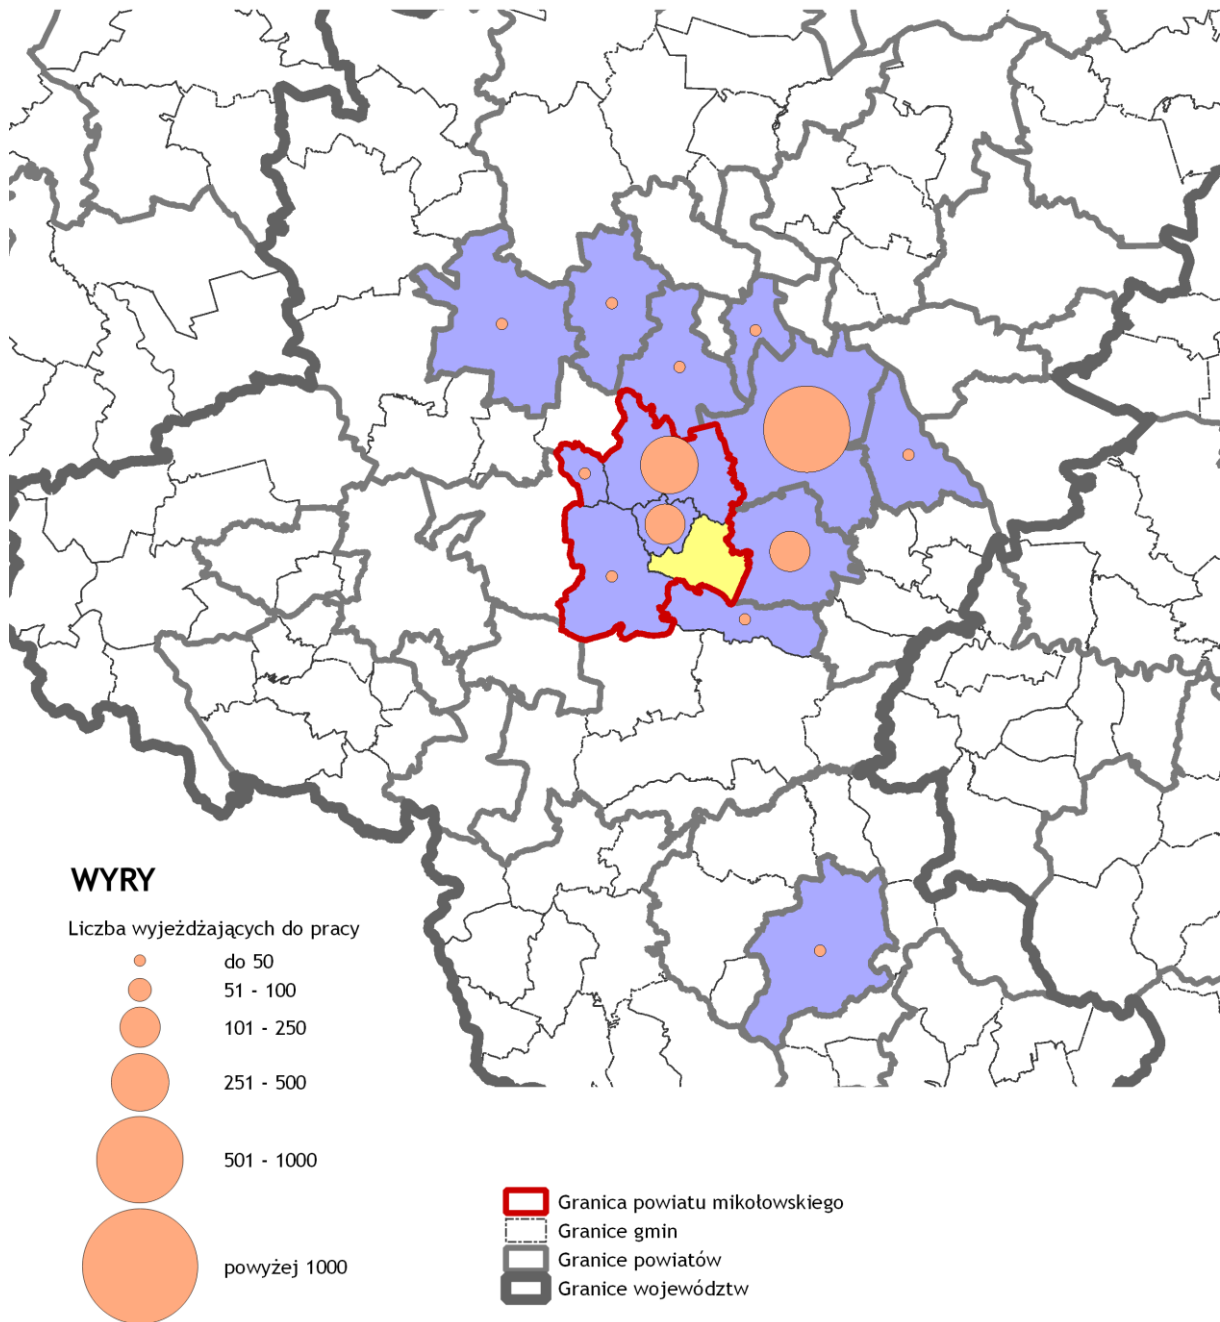 WYRY
Liczba wyjeżdżających do pracy
do 50
51 - 100
101 - 250
251 - 500
501 - 1000
powyżej 1000
Granica powiatu mikołowskiego
Granice gmin
Granice powiatów
Granice województw